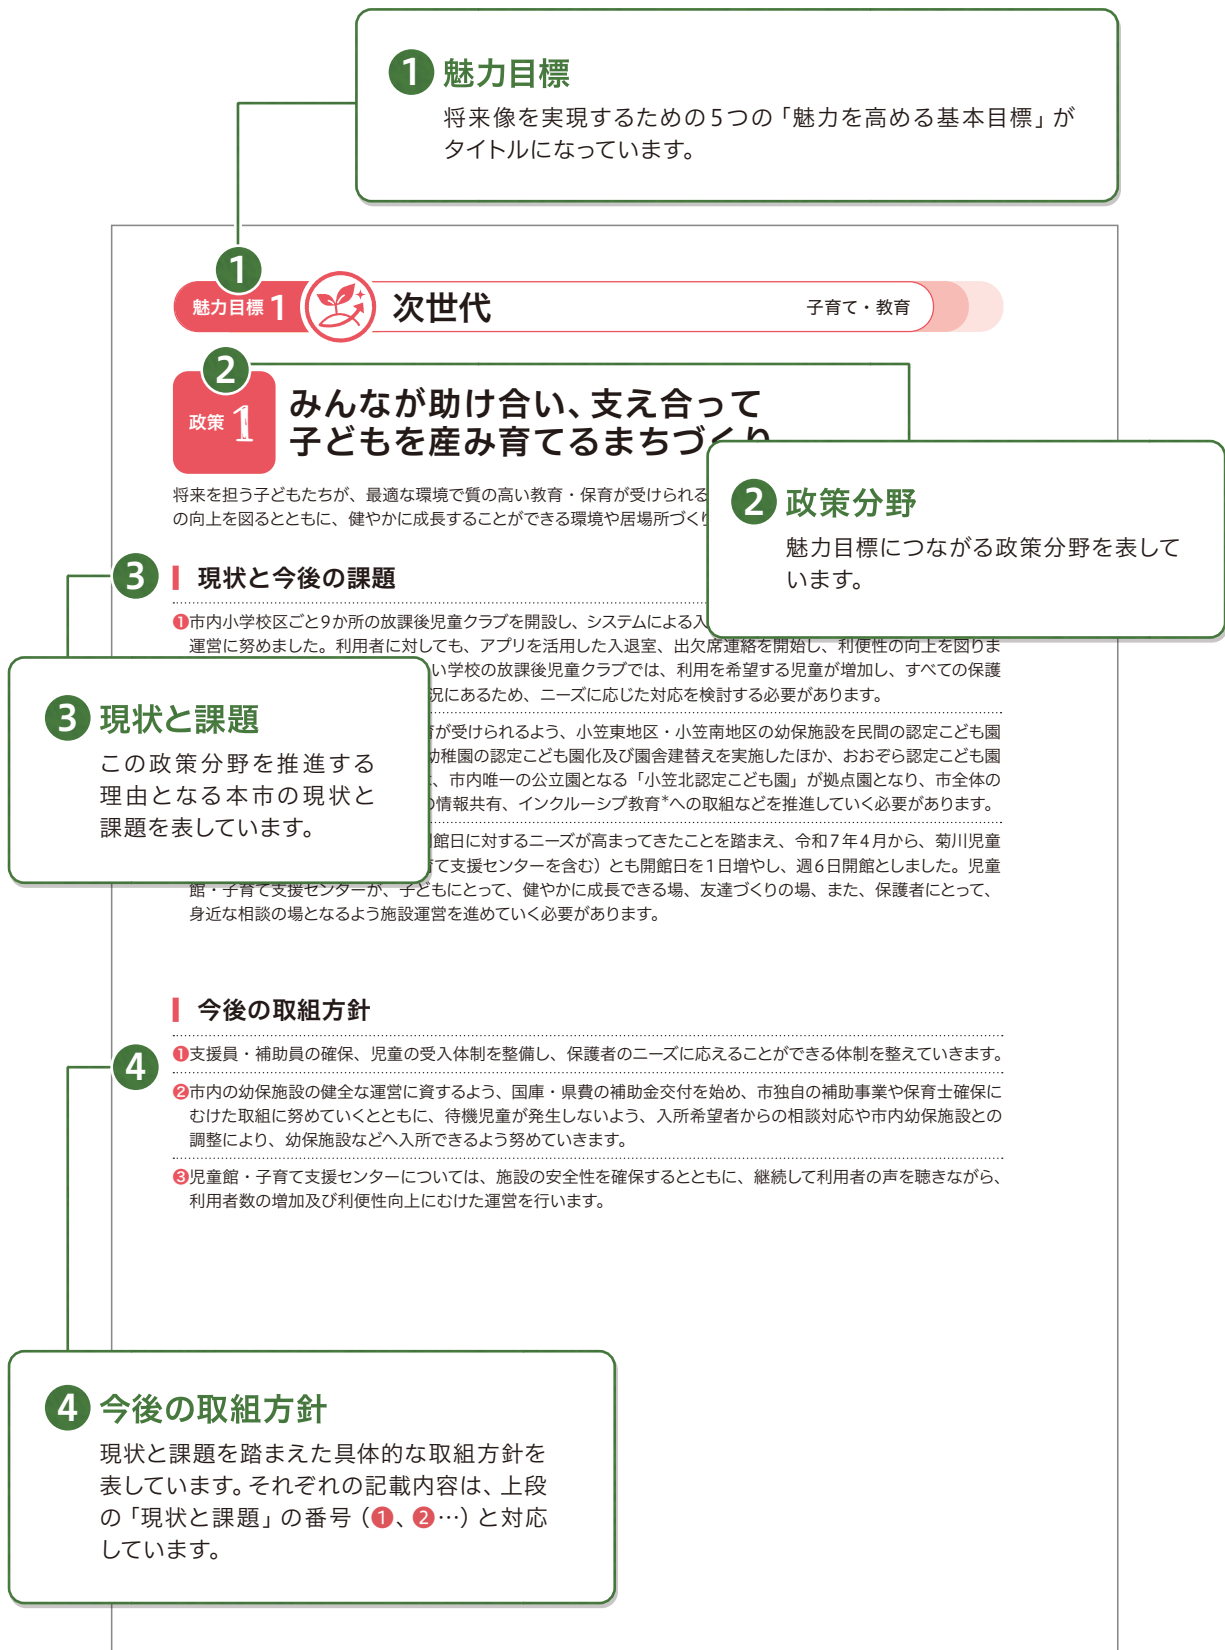 1 魅力目標
将来像を実現するための5つの「魅力を高める基本目標」が
タイトルになっています。
1
魅力目標 1 次世代 子育て・教育
2
政策 1
みんなが助け合い、支え合って
子どもを産み育てるまちづくり
将来を担う子どもたちが、最適な環境で質の高い教育・保育が受けられる
の向上を図るとともに、健やかに成長することができる環境や居場所づくり
2 政策分野
魅力目標につながる政策分野を表して
います。
3 現状と今後の課題
❶市内小学校区ごと9か所の放課後児童クラブを開設し、システムによる入
運営に努めました。利用者に対しても、アプリを活用した入退室、出欠席連絡を開始し、利便性の向上を図りま
い学校の放課後児童クラブでは、利用を希望する児童が増加し、すべての保護
況にあるため、ニーズに応じた対応を検討する必要があります。
が受けられるよう、小笠東地区・小笠南地区の幼保施設を民間の認定こども園
幼稚園の認定こども園化及び園舎建替えを実施したほか、おおぞら認定こども園
、市内唯一の公立園となる「小笠北認定こども園」が拠点園となり、市全体の
情報共有、インクルーシブ教育*への取組などを推進していく必要があります。
館日に対するニーズが高まってきたことを踏まえ、令和7年4月から、菊川児童
て支援センターを含む）とも開館日を1日増やし、週6日開館としました。児童
館・子育て支援センターが、子どもにとって、健やかに成長できる場、友達づくりの場、また、保護者にとって、
身近な相談の場となるよう施設運営を進めていく必要があります。
3 現状と課題
この政策分野を推進する
理由となる本市の現状と
課題を表しています。
今後の取組方針
4
❶支援員・補助員の確保、児童の受入体制を整備し、保護者のニーズに応えることができる体制を整えていきます。
❷市内の幼保施設の健全な運営に資するよう、国庫・県費の補助金交付を始め、市独自の補助事業や保育士確保に
むけた取組に努めていくとともに、待機児童が発生しないよう、入所希望者からの相談対応や市内幼保施設との
調整により、幼保施設などへ入所できるよう努めていきます。
❸児童館・子育て支援センターについては、施設の安全性を確保するとともに、継続して利用者の声を聴きながら、
利用者数の増加及び利便性向上にむけた運営を行います。
4 今後の取組方針
現状と課題を踏まえた具体的な取組方針を
表しています。それぞれの記載内容は、上段
の「現状と課題」の番号（❶、❷…）と対応
しています。